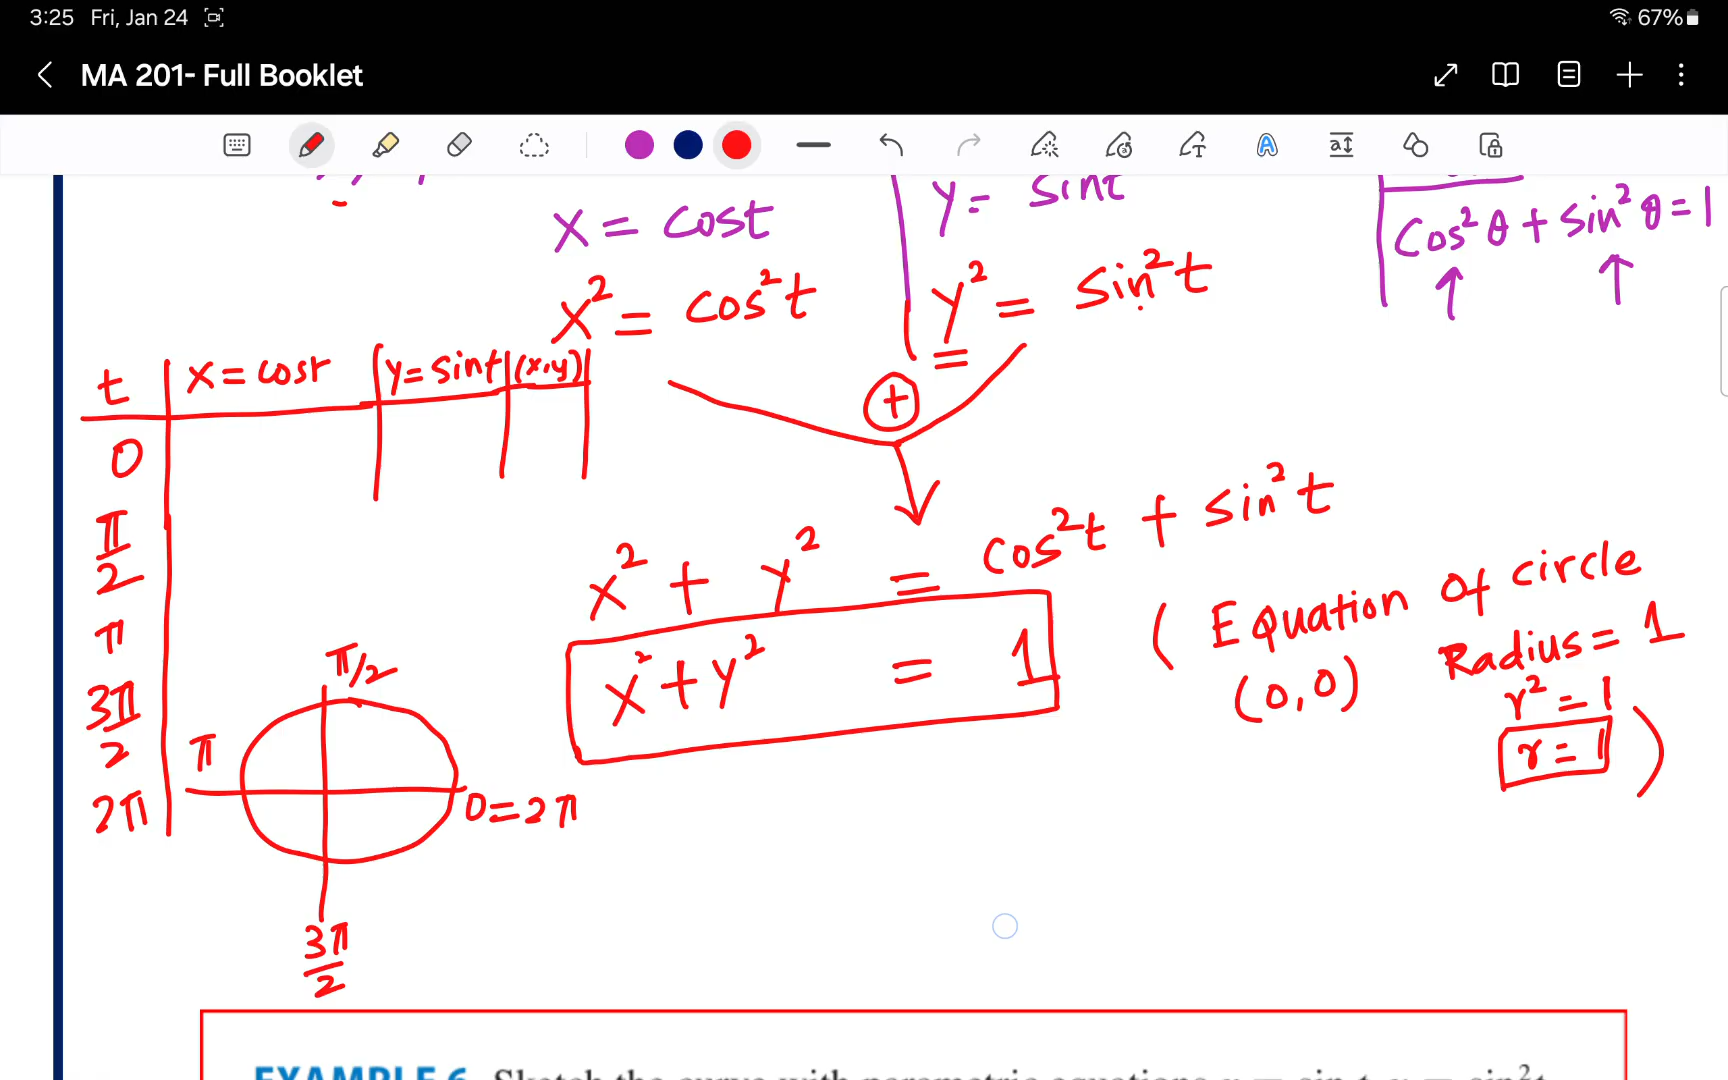 3:25 Fri, Jan 24 67%
MA 201- Full Booklet
x = cost
y = sint
cos²θ + sin²θ = 1
x² = cos²t
y² = sin²t
t x = cost y = sint (x,y)
0
π/2
π
3π/2
2π
+
x² + y² = cos²t + sin²t
x² + y² = 1
( Equation of circle
(0,0) Radius = 1
r² = 1
r = 1 )
π/2
π
0 = 2π
3π/2
EXAMPLE 6 Sketch the curve with parametric equations x = sin t, y = sin²t